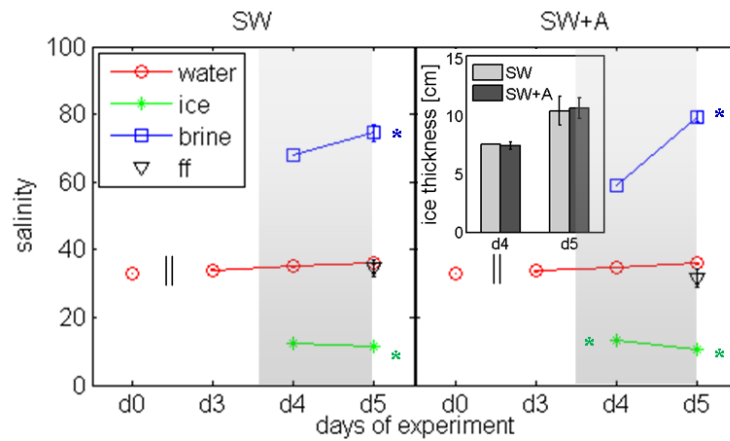 SW
SW+A
salinity
100
80
60
40
20
0
water
ice
brine
ff
*
*
||
d0
d3
d4
d5
ice thickness [cm]
15
10
5
0
SW
SW+A
d4
d5
*
*
*
||
d0
d3
d4
d5
days of experiment